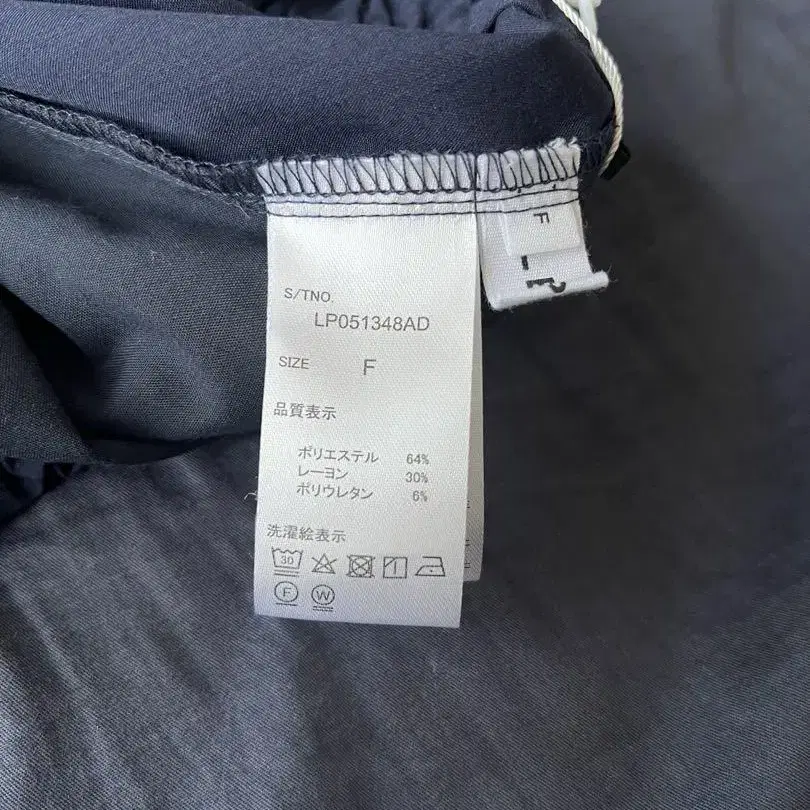 S/TNO.
LP051348AD
SIZE F
品質表示
ポリエステル 64%
レーヨン 30%
ポリウレタン 6%
洗濯絵表示
30
F W
F